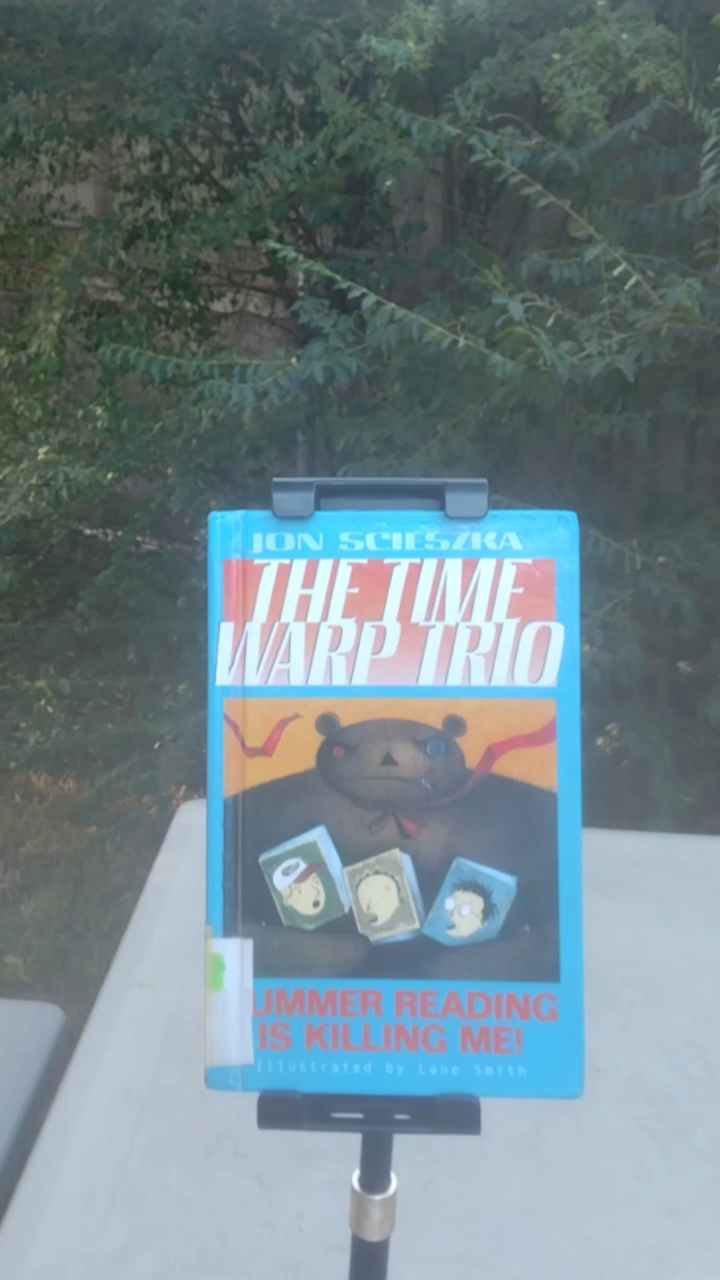 JON SCIESZKA
THE TIME
WARP TRIO
UMMER READING
IS KILLING ME!
Illustrated by Lane Smith